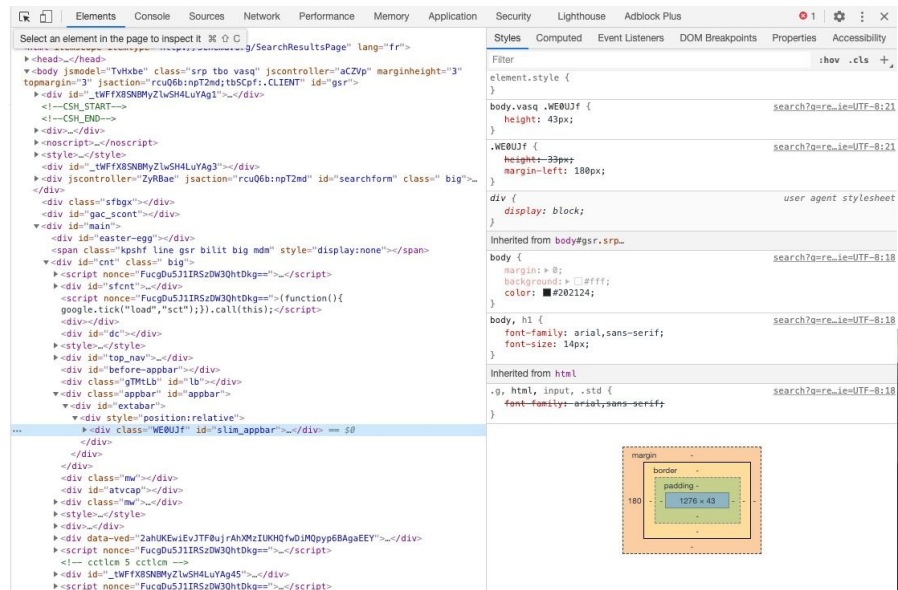 Elements Console Sources Network Performance Memory Application Security Lighthouse Adblock Plus 1
Select an element in the page to inspect it ⌘ ⇧ C
/SearchResultsPage" lang="fr">
<head>…</head>
<body jsmodel="TvHxbe" class="srp tbo vasq" jscontroller="aCZVp" marginheight="3"
topmargin="3" jsaction="rcuQ6b:npT2md;tbSCpf:.CLIENT" id="gsr">
<div id="_tWFfX8SNBMyZlwSH4LuYAg1">…</div>
<!--CSH_START-->
<!--CSH_END-->
<div>…</div>
<noscript>…</noscript>
<style>…</style>
<div id="_tWFfX8SNBMyZlwSH4LuYAg3"></div>
<div jscontroller="ZyRBae" jsaction="rcuQ6b:npT2md" id="searchform" class=" big">…
</div>
<div class="sfbgx"></div>
<div id="gac_scont"></div>
<div id="main">
<div id="easter-egg"></div>
<span class="kpshf line gsr bilit big mdm" style="display:none"></span>
<div id="cnt" class=" big">
<script nonce="FucgDu5J1IRSzDW3QhtDkg==">…</script>
<div id="sfcnt">…</div>
<script nonce="FucgDu5J1IRSzDW3QhtDkg==">(function(){
google.tick("load","sct");}).call(this);</script>
<div></div>
<div id="dc"></div>
<style>…</style>
<div id="top_nav">…</div>
<div id="before-appbar"></div>
<div class="gTMtLb" id="lb"></div>
<div class="appbar" id="appbar">
<div id="extabar">
<div style="position:relative">
… <div class="WE0UJf" id="slim_appbar">…</div> == $0
</div>
</div>
</div>
<div class="mw"></div>
<div id="atvcap"></div>
<div class="mw">…</div>
<style>…</style>
<div>…</div>
<div data-ved="2ahUKEwiEvJTF0ujrAhXMzIUKHQfwDiMQpyp6BAgaEEY">…</div>
<script nonce="FucgDu5J1IRSzDW3QhtDkg==">…</script>
<!-- cctlcm 5 cctlcm -->
<div id="_tWFfX8SNBMyZlwSH4LuYAg45">…</div>
<script nonce="FucgDu5J1IRSzDW3QhtDkg==">…</script>
Styles Computed Event Listeners DOM Breakpoints Properties Accessibility
Filter :hov .cls +
element.style {
}
body.vasq .WE0UJf { search?q=re…ie=UTF-8:21
height: 43px;
}
.WE0UJf { search?q=re…ie=UTF-8:21
height: 33px;
margin-left: 180px;
}
div { user agent stylesheet
display: block;
}
Inherited from body#gsr.srp…
body { search?q=re…ie=UTF-8:18
margin: 0;
background: #fff;
color: #202124;
}
body, h1 { search?q=re…ie=UTF-8:18
font-family: arial,sans-serif;
font-size: 14px;
}
Inherited from html
.g, html, input, .std { search?q=re…ie=UTF-8:18
font-family: arial,sans-serif;
}
margin -
border -
padding -
180 - - 1276 × 43 - - -
-
-
-